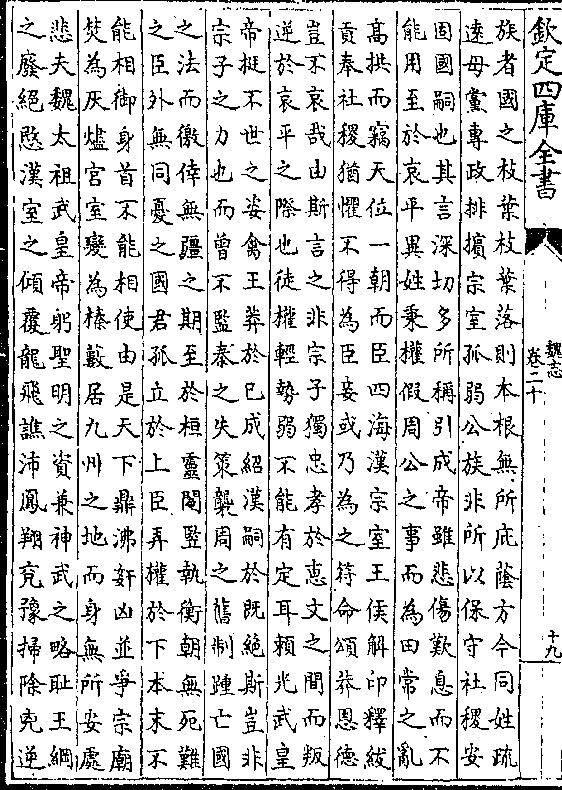 欽定四庫全書
魏志
卷二十
十九
族者國之枝葉枝葉落則本根無所庇蔭方今同姓疏
逺母黨專政排擯宗室孤弱公族非所以保守社稷安
固國嗣也其言深切多所稱引成帝雖悲傷歎息而不
能用至於哀平異姓秉權假周公之事而為田常之亂
髙拱而竊天位一朝而臣四海漢宗室王侯解印釋紱
貢奉社稷猶懼不得為臣妾或乃為之符命頌莽恩德
豈不哀哉由斯言之非宗子獨忠孝於惠文之間而叛
逆於哀平之際也徒權輕勢弱不能有定耳賴光武皇
帝挺不世之姿禽王莽於已成紹漢嗣於既絶斯豈非
宗子之力也而曾不監秦之失策襲周之舊制踵亡國
之法而徼倖無疆之期至於桓靈閹豎執衡朝無死難
之臣外無同憂之國君孤立於上臣弄權於下本末不
能相御身首不能相使由是天下鼎沸姦凶並爭宗廟
焚為灰燼宮室變為榛藪居九州之地而身無所安處
悲夫魏太祖武皇帝躬聖明之資兼神武之略恥王綱
之廢絶愍漢室之傾覆龍飛譙沛鳳翔兖豫掃除兇逆